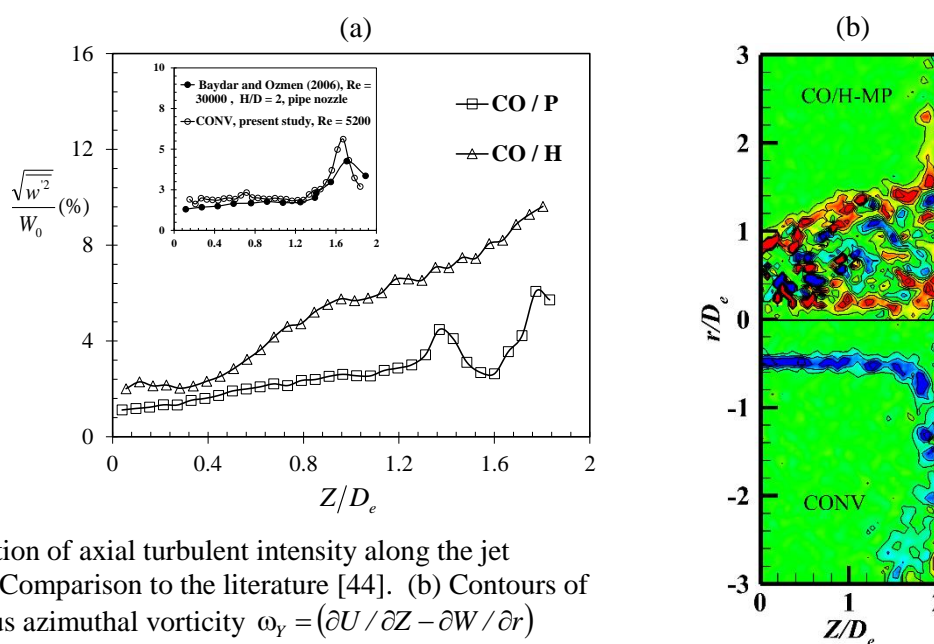 (a)
16
12
8
4
0
0
0.4
0.8
1.2
1.6
2
Z/D_e
√w'² / W_0 (%)
10
8
6
3
2
0
0
0.4
0.8
1.2
1.6
2
Baydar and Ozmen (2006), Re =
30000 , H/D = 2, pipe nozzle
CONV, present study, Re = 5200
CO / P
CO / H
(b)
3
2
1
0
-1
-2
-3
r/D_e
CO/H-MP
CONV
0
1
Z/D_e
tion of axial turbulent intensity along the jet
Comparison to the literature [44]. (b) Contours of
us azimuthal vorticity ω_Y = (∂U / ∂Z − ∂W / ∂r)